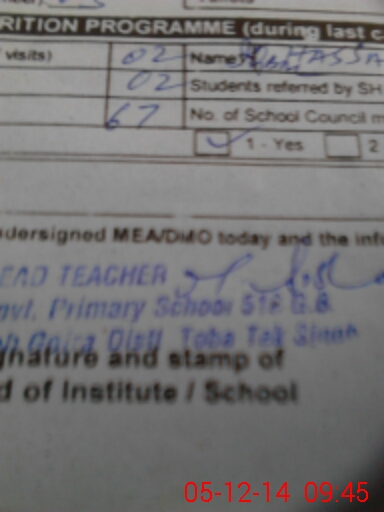 RITION PROGRAMME (during last c
visits) 02 Name
02 Students referred by SH
67 No. of School Council m
1 - Yes 2
dersigned MEA/DMO today and the info
EAD TEACHER
vt. Primary School G.B.
Distt. Toba Tek Singh
gnature and stamp of
d of Institute / School
05-12-14 09:45